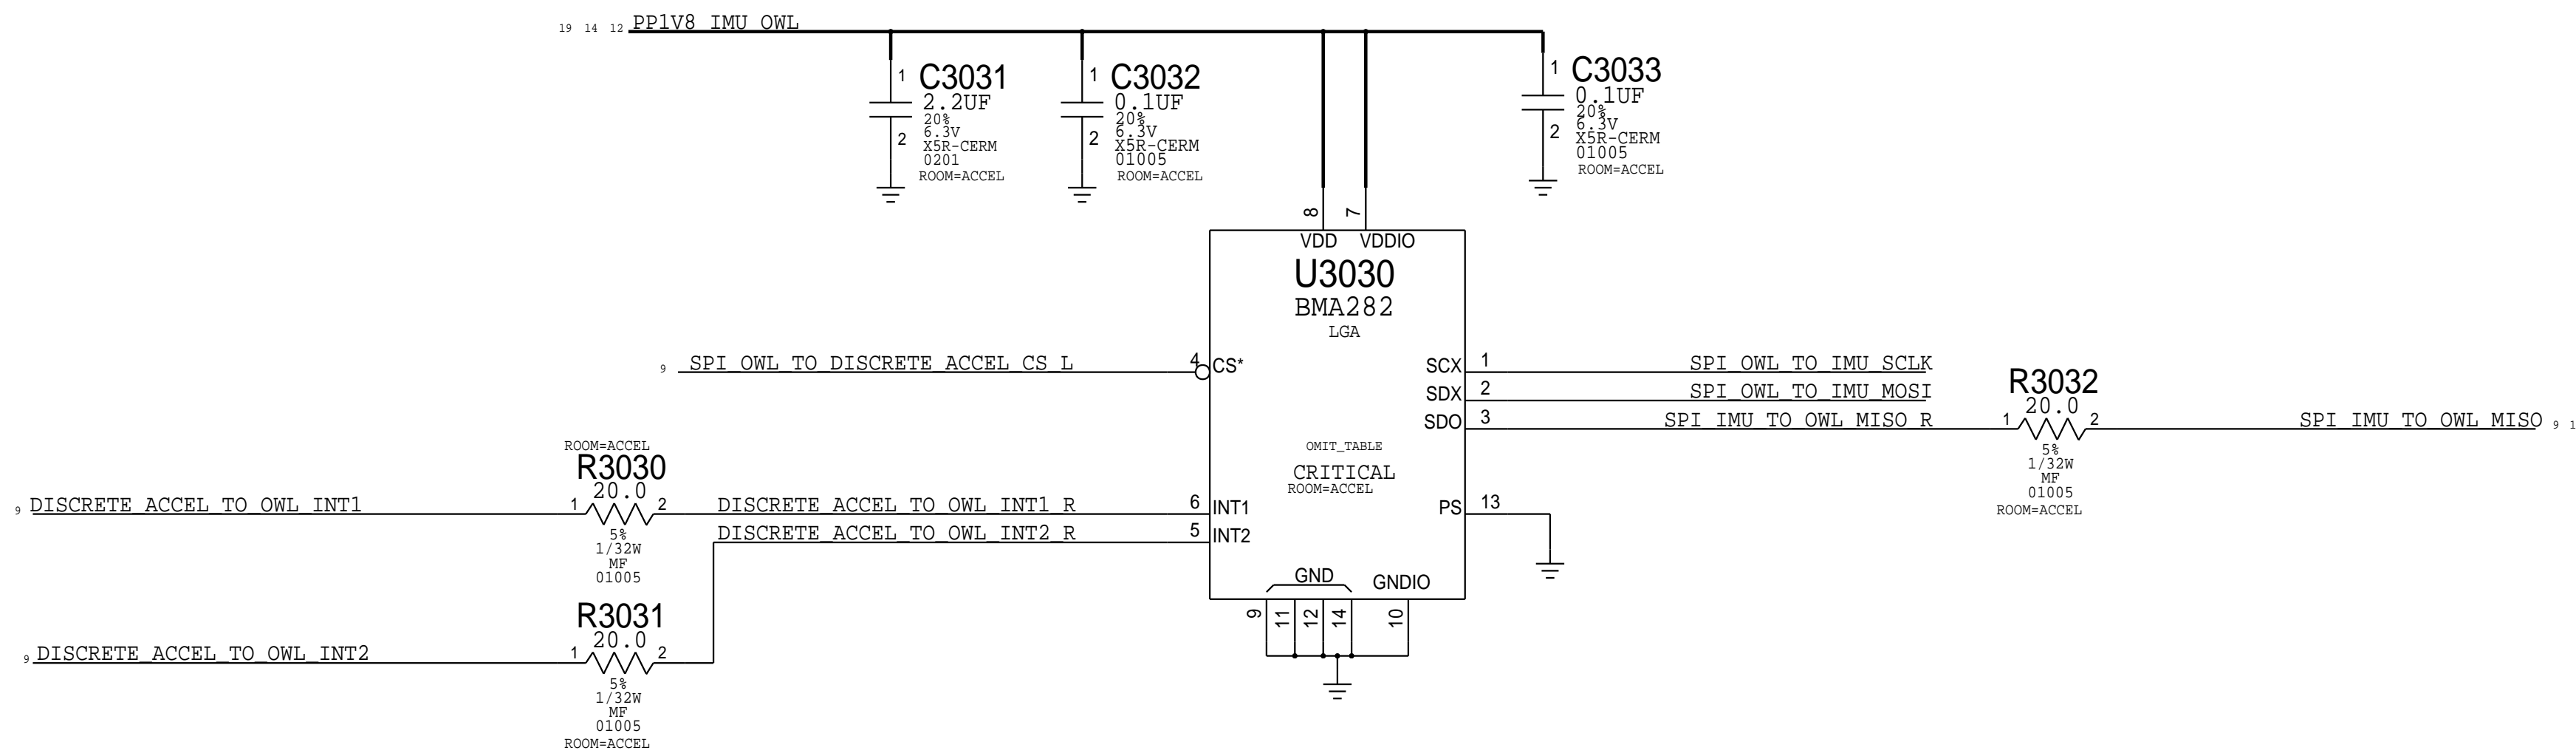 19 14 12 PP1V8_IMU_OWL
1 C3031
2.2UF
20%
6.3V
2 X5R-CERM
0201
ROOM=ACCEL
1 C3032
0.1UF
20%
6.3V
2 X5R-CERM
01005
ROOM=ACCEL
1 C3033
0.1UF
20%
6.3V
2 X5R-CERM
01005
ROOM=ACCEL
8 7
VDD VDDIO
U3030
BMA282
LGA
9 SPI_OWL_TO_DISCRETE_ACCEL_CS_L 4 CS*
SCX 1 SPI_OWL_TO_IMU_SCLK
SDX 2 SPI_OWL_TO_IMU_MOSI
SDO 3 SPI_IMU_TO_OWL_MISO_R
R3032
20.0
1 2 SPI_IMU_TO_OWL_MISO 9 1
5%
1/32W
MF
01005
ROOM=ACCEL
OMIT_TABLE
CRITICAL
ROOM=ACCEL
ROOM=ACCEL
R3030
20.0
9 DISCRETE_ACCEL_TO_OWL_INT1 1 2 DISCRETE_ACCEL_TO_OWL_INT1_R 6 INT1
PS 13
5%
1/32W
MF
01005
DISCRETE_ACCEL_TO_OWL_INT2_R 5 INT2
GND GNDIO
9 11 12 14 10
R3031
20.0
9 DISCRETE_ACCEL_TO_OWL_INT2 1 2
5%
1/32W
MF
01005
ROOM=ACCEL